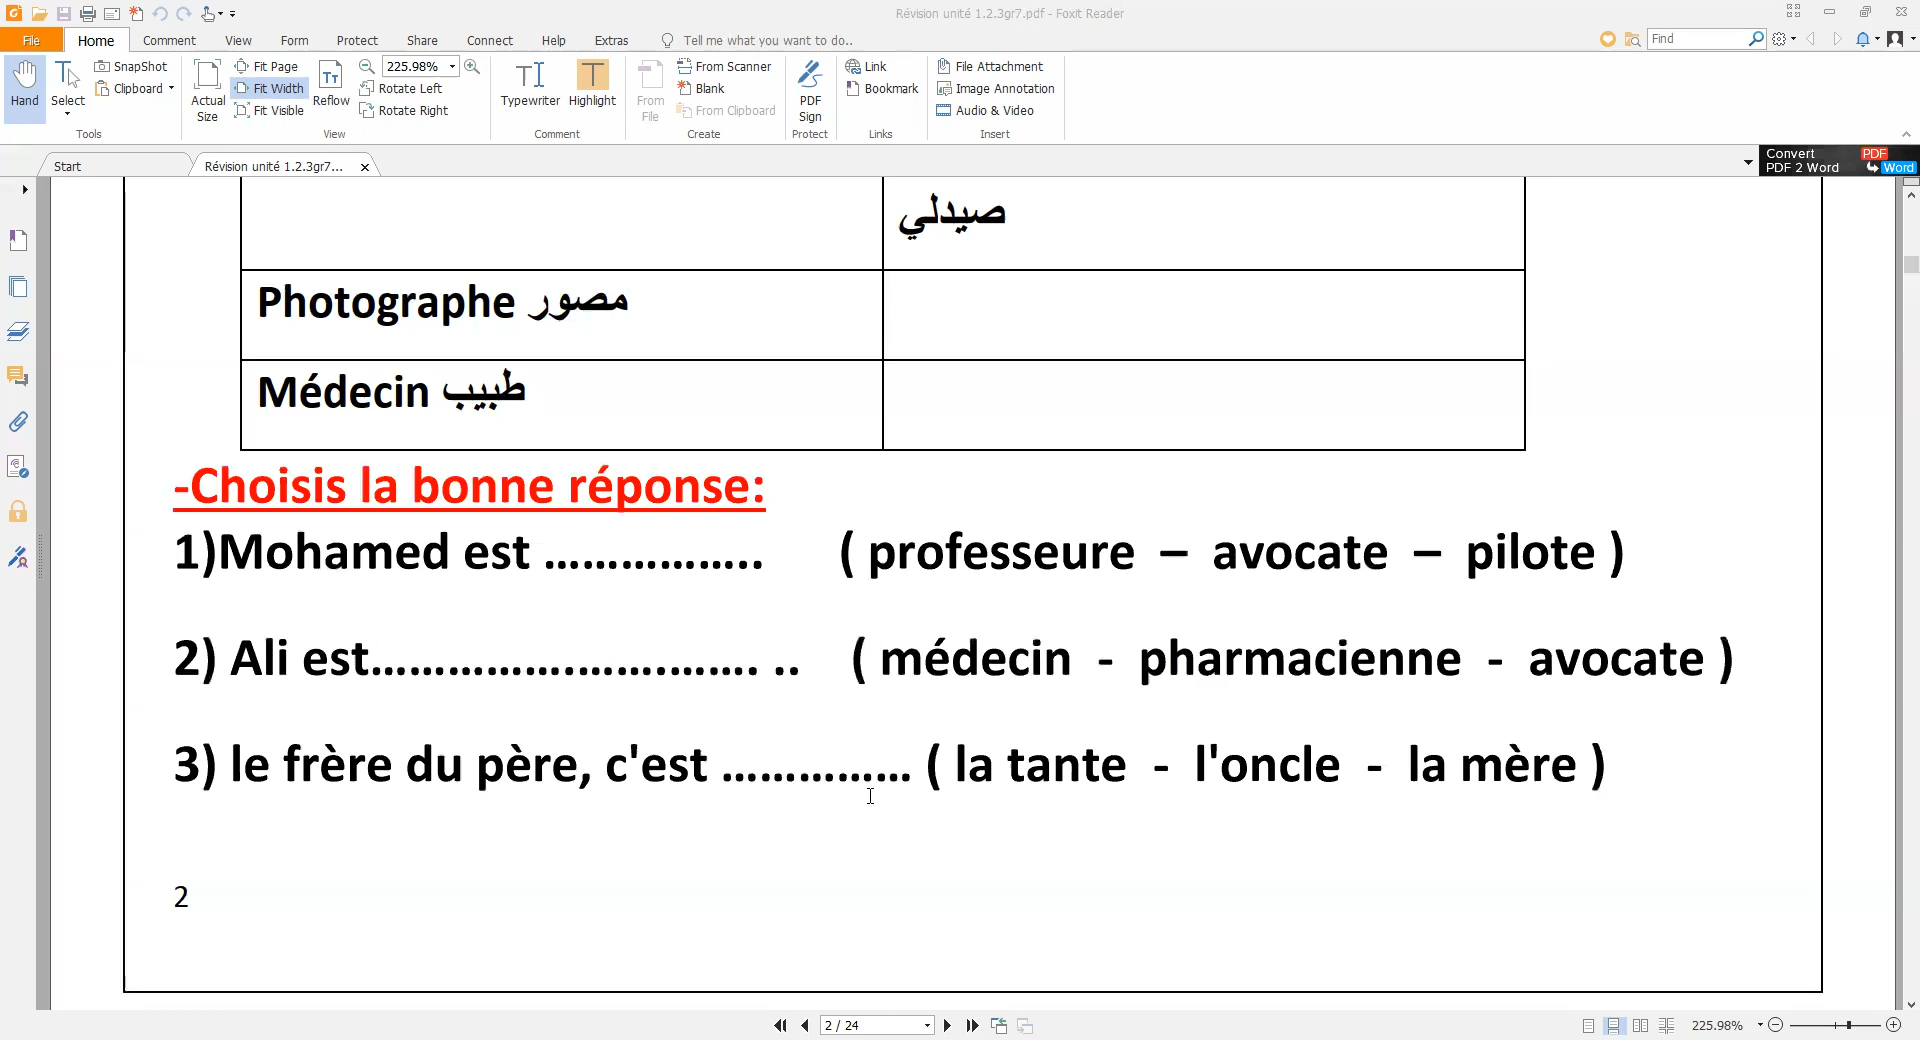 Révision unité 1.2.3gr7.pdf - Foxit Reader
File Home Comment View Form Protect Share Connect Help Extras Tell me what you want to do.. Find
Hand
Select
SnapShot
Clipboard
Tools
Actual Size
Fit Page
Fit Width
Fit Visible
Reflow
225.98%
Rotate Left
Rotate Right
View
Typewriter
Highlight
Comment
From File
From Scanner
Blank
From Clipboard
Create
PDF Sign
Protect
Link
Bookmark
Links
File Attachment
Image Annotation
Audio & Video
Insert
Start
Révision unité 1.2.3gr7...
Convert PDF
PDF 2 Word Word
صيدلي
Photographe مصور
Médecin طبيب
-Choisis la bonne réponse:
1)Mohamed est …………….. ( professeure – avocate – pilote )
2) Ali est…………….…….……. .. ( médecin - pharmacienne - avocate )
3) le frère du père, c'est …………… ( la tante - l'oncle - la mère )
2
2 / 24
225.98%